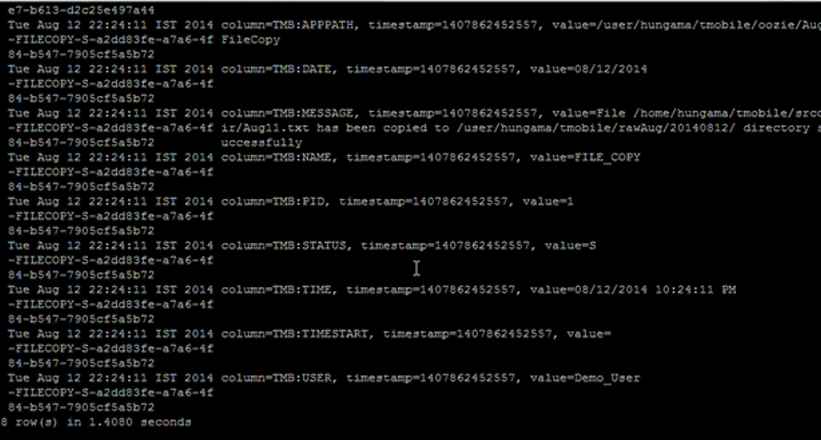 e7-b613-d2c25e497a44
Tue Aug 12 22:24:11 IST 2014 column=TMB:APPPATH, timestamp=1407862452557, value=/user/hungama/tmobile/oozie/Aug
-FILECOPY-S-a2dd83fe-a7a6-4f FileCopy
84-b547-7905cf5a5b72
Tue Aug 12 22:24:11 IST 2014 column=TMB:DATE, timestamp=1407862452557, value=08/12/2014
-FILECOPY-S-a2dd83fe-a7a6-4f
84-b547-7905cf5a5b72
Tue Aug 12 22:24:11 IST 2014 column=TMB:MESSAGE, timestamp=1407862452557, value=File /home/hungama/tmobile/srcd
-FILECOPY-S-a2dd83fe-a7a6-4f ir/Aug11.txt has been copied to /user/hungama/tmobile/rawAug/20140812/ directory s
84-b547-7905cf5a5b72 uccessfully
Tue Aug 12 22:24:11 IST 2014 column=TMB:NAME, timestamp=1407862452557, value=FILE_COPY
-FILECOPY-S-a2dd83fe-a7a6-4f
84-b547-7905cf5a5b72
Tue Aug 12 22:24:11 IST 2014 column=TMB:PID, timestamp=1407862452557, value=1
-FILECOPY-S-a2dd83fe-a7a6-4f
84-b547-7905cf5a5b72
Tue Aug 12 22:24:11 IST 2014 column=TMB:STATUS, timestamp=1407862452557, value=S
-FILECOPY-S-a2dd83fe-a7a6-4f
84-b547-7905cf5a5b72
Tue Aug 12 22:24:11 IST 2014 column=TMB:TIME, timestamp=1407862452557, value=08/12/2014 10:24:11 PM
-FILECOPY-S-a2dd83fe-a7a6-4f
84-b547-7905cf5a5b72
Tue Aug 12 22:24:11 IST 2014 column=TMB:TIMESTART, timestamp=1407862452557, value=
-FILECOPY-S-a2dd83fe-a7a6-4f
84-b547-7905cf5a5b72
Tue Aug 12 22:24:11 IST 2014 column=TMB:USER, timestamp=1407862452557, value=Demo_User
-FILECOPY-S-a2dd83fe-a7a6-4f
84-b547-7905cf5a5b72
8 row(s) in 1.4080 seconds